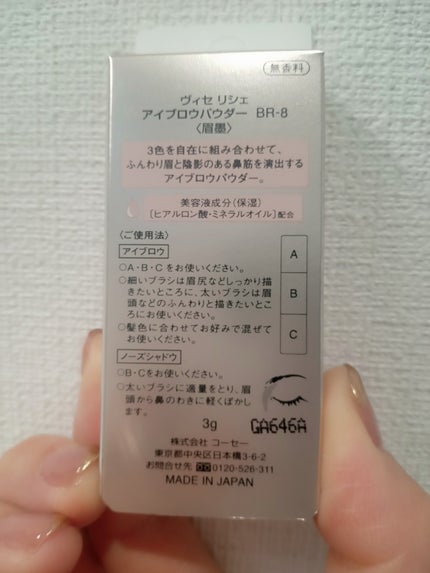 無香料
ヴィセ リシェ
アイブロウパウダー BR-8
〈眉墨〉
3色を自在に組み合わせて、
ふんわり眉と陰影のある鼻筋を演出する
アイブロウパウダー。
美容液成分(保湿)
[ヒアルロン酸・ミネラルオイル]配合
〈ご使用法〉
アイブロウ
○A・B・Cをお使いください。
○細いブラシは眉尻などしっかり描
きたいところに、太いブラシは眉
頭などのふんわりと描きたいとこ
ろにお使いください。
○髪色に合わせてお好みで混ぜて
お使いください。
A
B
C
ノーズシャドウ
○B・Cをお使いください。
○太いブラシに適量をとり、眉
頭から鼻のわきに軽くぼかし
ます。
3g
GA646A
株式会社 コーセー
東京都中央区日本橋3-6-2
お問合せ先 0120-526-311
MADE IN JAPAN